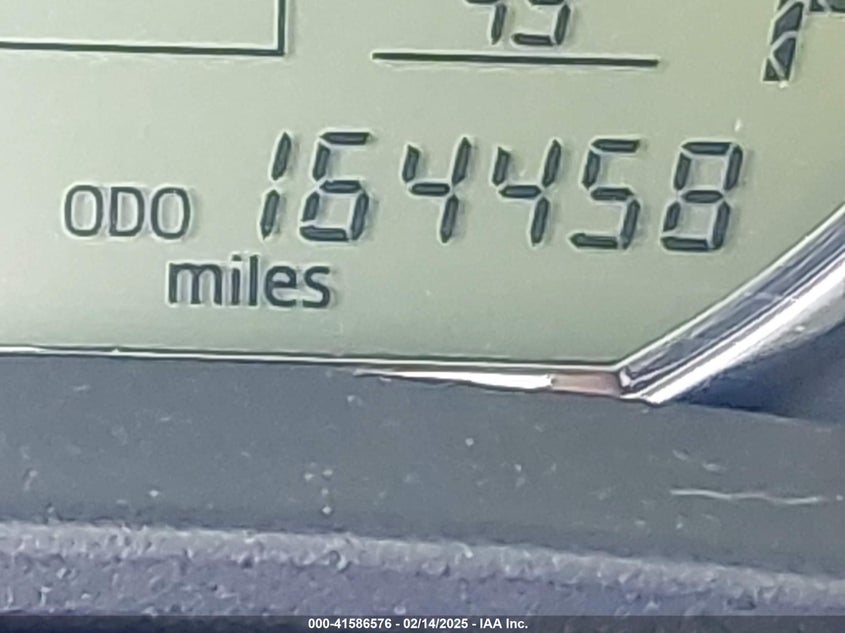 ODO 164458
miles
000-41586576 - 02/14/2025 - IAA Inc.